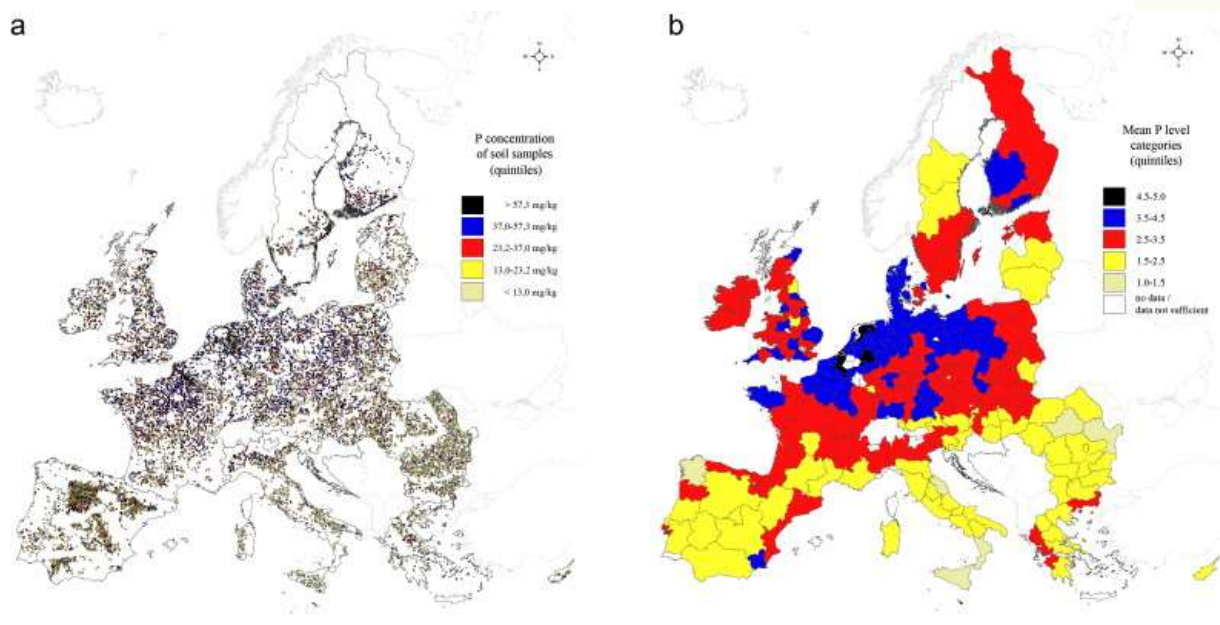 a
P concentration
of soil samples
(quintiles)
> 57,3 mg/kg
37,0-57,3 mg/kg
23,2-37,0 mg/kg
13,0-23,2 mg/kg
< 13,0 mg/kg
b
Mean P level
categories
(quintiles)
4.5-5.0
3.5-4.5
2.5-3.5
1.5-2.5
1.0-1.5
no data /
data not sufficient